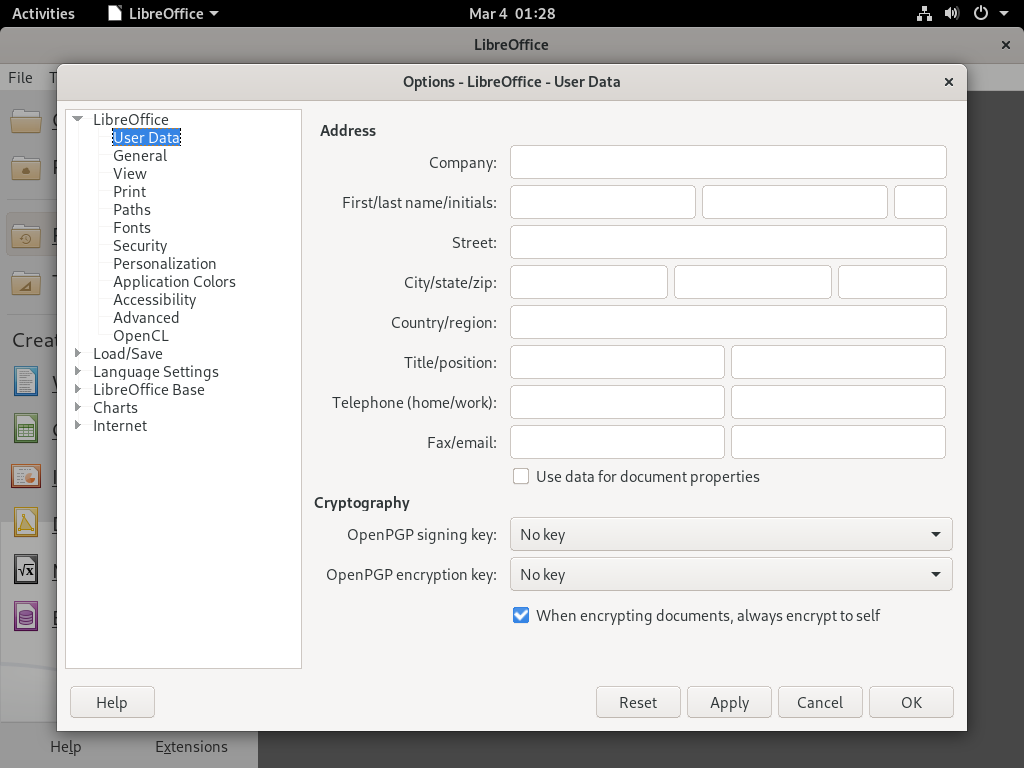 Activities LibreOffice Mar 4 01:28
LibreOffice
File
Options - LibreOffice - User Data
LibreOffice
User Data
General
View
Print
Paths
Fonts
Security
Personalization
Application Colors
Accessibility
Advanced
OpenCL
Load/Save
Language Settings
LibreOffice Base
Charts
Internet
Address
Company:
First/last name/initials:
Street:
City/state/zip:
Country/region:
Title/position:
Telephone (home/work):
Fax/email:
Use data for document properties
Cryptography
OpenPGP signing key: No key
OpenPGP encryption key: No key
When encrypting documents, always encrypt to self
Help Reset Apply Cancel OK
Help Extensions